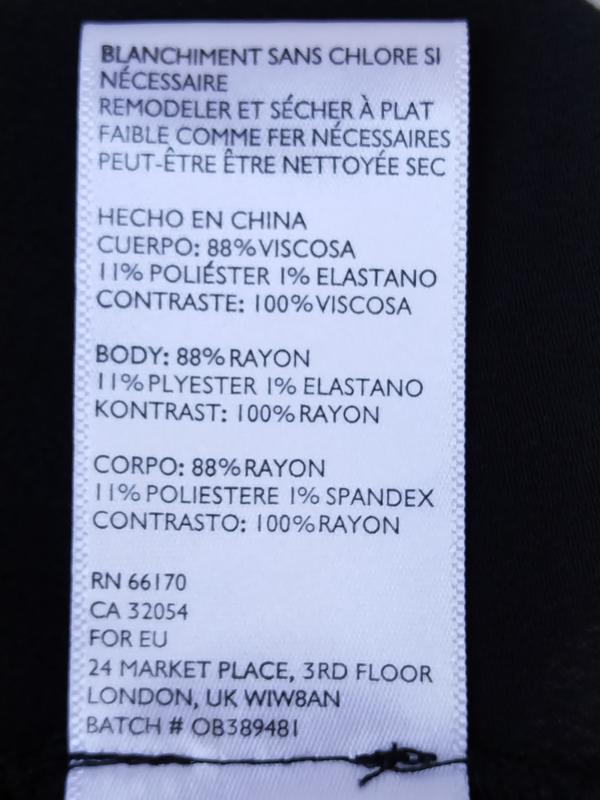 BLANCHIMENT SANS CHLORE SI
NÉCESSAIRE
REMODELER ET SÉCHER À PLAT
FAIBLE COMME FER NÉCESSAIRES
PEUT-ÊTRE ÊTRE NETTOYÉE SEC
HECHO EN CHINA
CUERPO: 88% VISCOSA
11% POLIÉSTER 1% ELASTANO
CONTRASTE: 100% VISCOSA
BODY: 88% RAYON
11% PLYESTER 1% ELASTANO
KONTRAST: 100% RAYON
CORPO: 88% RAYON
11% POLIESTERE 1% SPANDEX
CONTRASTO: 100% RAYON
RN 66170
CA 32054
FOR EU
24 MARKET PLACE, 3RD FLOOR
LONDON, UK WIW8AN
BATCH # OB389481